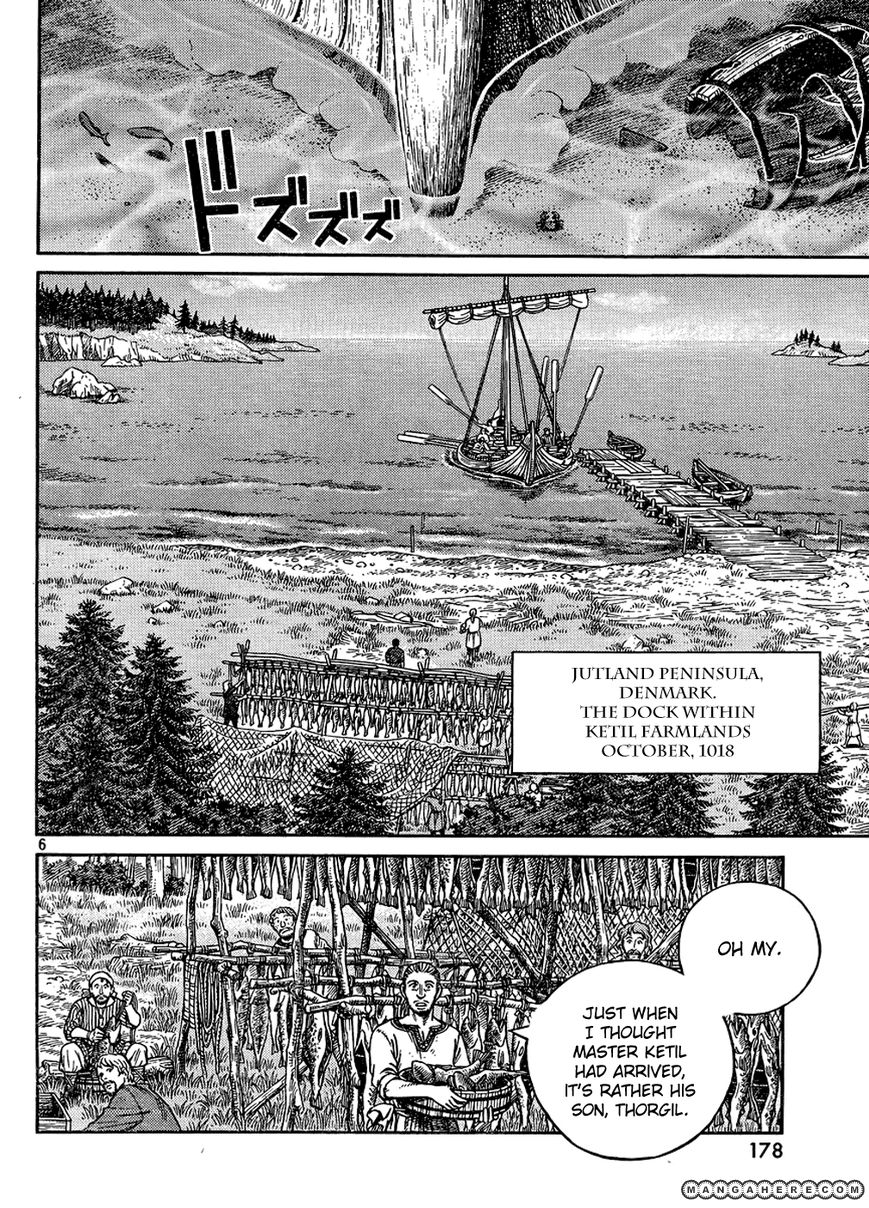 ドズズズ
JUTLAND PENINSULA,
DENMARK.
THE DOCK WITHIN
KETIL FARMLANDS
OCTOBER, 1018
6
OH MY.
JUST WHEN
I THOUGHT
MASTER KETIL
HAD ARRIVED,
IT'S RATHER HIS
SON, THORGIL.
178
MANGAHERE.COM